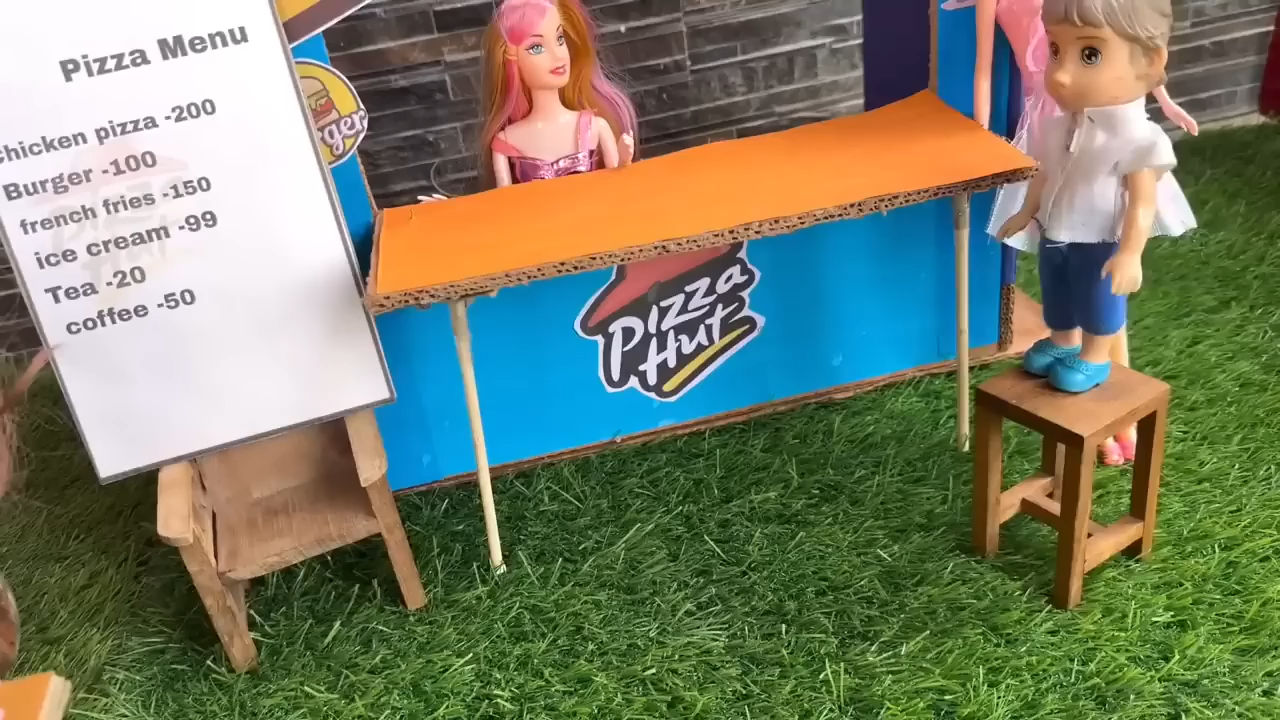 Pizza Menu
Chicken pizza -200
Burger -100
french fries -150
ice cream -99
Tea -20
coffee -50
Pizza
Hut